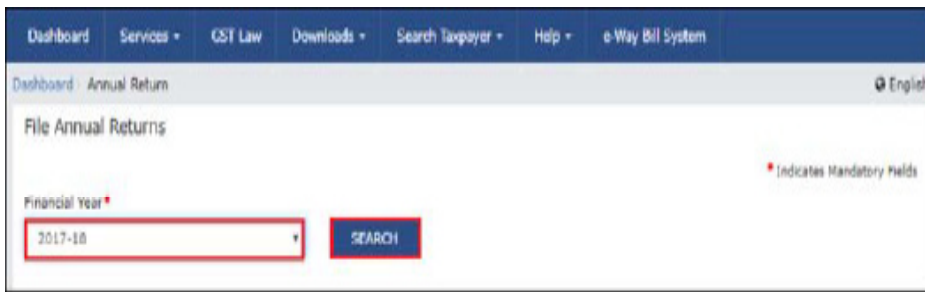 Dashboard Services GST Law Downloads Search Taxpayer Help e-Way Bill System
Dashboard Annual Return English
File Annual Returns
• Indicates Mandatory Fields
Financial Year •
2017-18 SEARCH